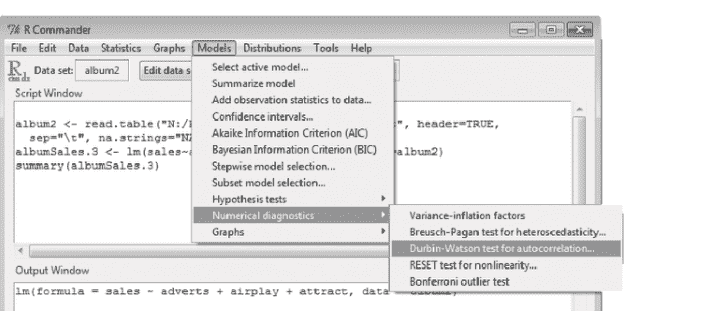 R Commander
File Edit Data Statistics Graphs Models Distributions Tools Help
R Data set: album2 Edit data s
Script Window
album2 <- read.table("N:/ ", header=TRUE,
sep="\t", na.strings="N
albumSales.3 <- lm(sales~ album2)
summary(albumSales.3)
Select active model...
Summarize model
Add observation statistics to data...
Confidence intervals...
Akaike Information Criterion (AIC)
Bayesian Information Criterion (BIC)
Stepwise model selection...
Subset model selection...
Hypothesis tests
Numerical diagnostics
Graphs
Variance-inflation factors
Breusch-Pagan test for heteroscedasticity...
Durbin-Watson test for autocorrelation...
RESET test for nonlinearity...
Bonferroni outlier test
Output Window
lm(formula = sales ~ adverts + airplay + attract, data